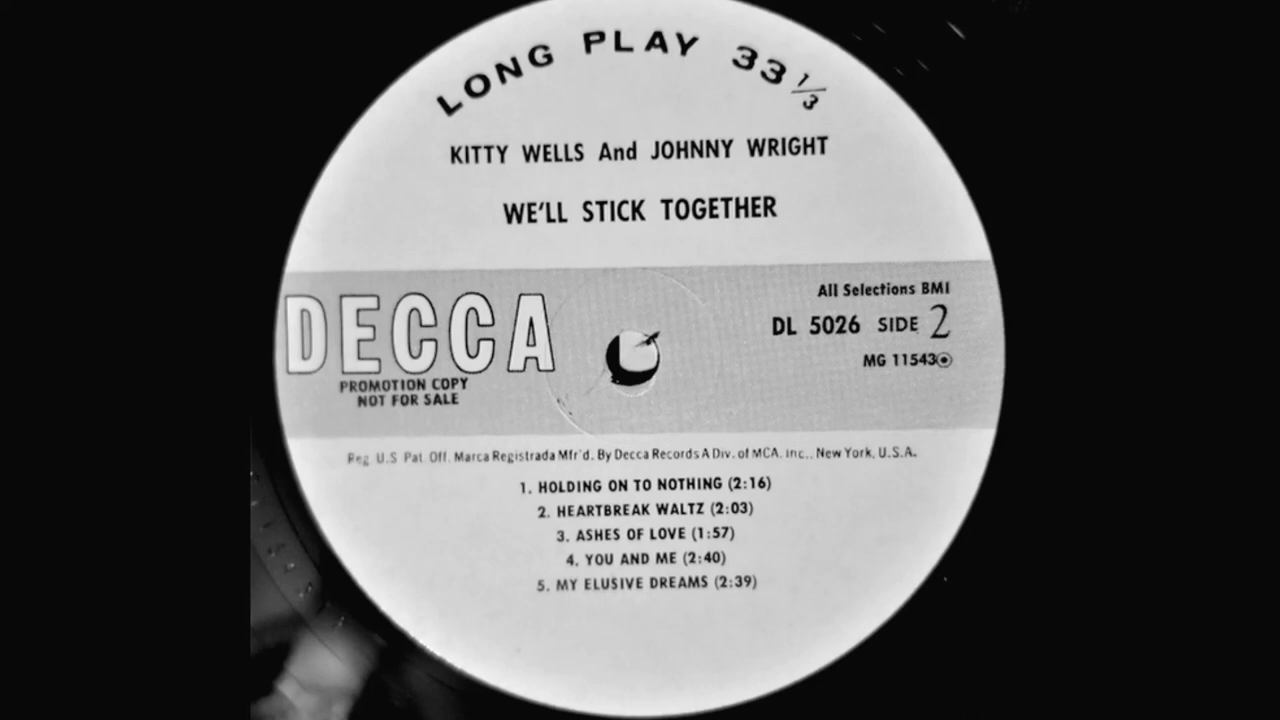 LONG PLAY 33 1/3
KITTY WELLS And JOHNNY WRIGHT
WE'LL STICK TOGETHER
All Selections BMI
DECCA
DL 5026 SIDE 2
MG 11543
PROMOTION COPY
NOT FOR SALE
Reg. U.S Pat. Off. Marca Registrada Mfr'd. By Decca Records A Div. of MCA, Inc., New York, U.S.A.
1. HOLDING ON TO NOTHING (2:16)
2. HEARTBREAK WALTZ (2:03)
3. ASHES OF LOVE (1:57)
4. YOU AND ME (2:40)
5. MY ELUSIVE DREAMS (2:39)